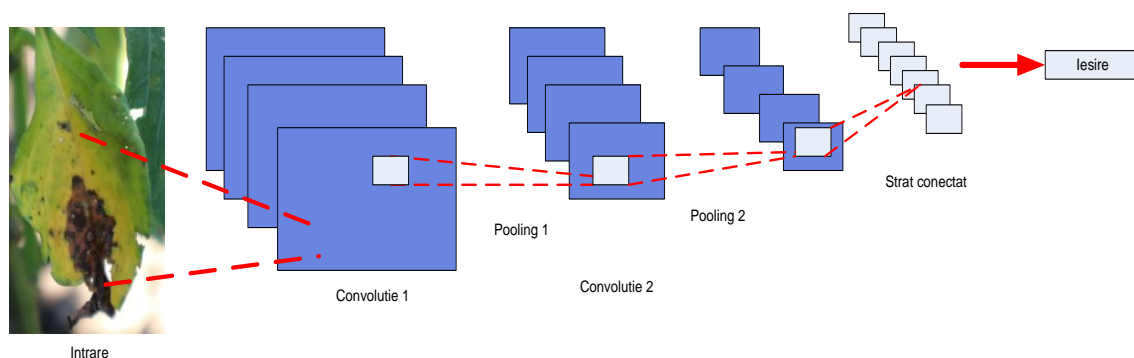 Intrare
Convolutie 1
Pooling 1
Convolutie 2
Pooling 2
Strat conectat
Iesire